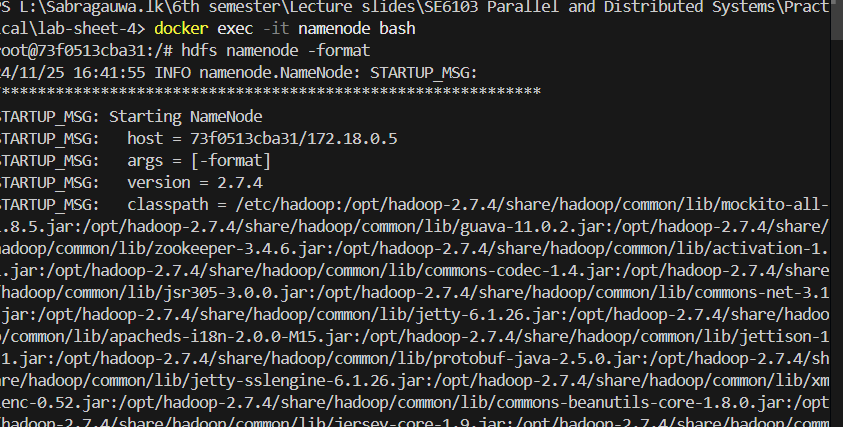 PS L:\Sabragauwa.lk\6th semester\Lecture slides\SE6103 Parallel and Distributed Systems\Pract
ical\lab-sheet-4> docker exec -it namenode bash
root@73f0513cba31:/# hdfs namenode -format
24/11/25 16:41:55 INFO namenode.NameNode: STARTUP_MSG:
/************************************************************
STARTUP_MSG: Starting NameNode
STARTUP_MSG:   host = 73f0513cba31/172.18.0.5
STARTUP_MSG:   args = [-format]
STARTUP_MSG:   version = 2.7.4
STARTUP_MSG:   classpath = /etc/hadoop:/opt/hadoop-2.7.4/share/hadoop/common/lib/mockito-all-
1.8.5.jar:/opt/hadoop-2.7.4/share/hadoop/common/lib/guava-11.0.2.jar:/opt/hadoop-2.7.4/share/
hadoop/common/lib/zookeeper-3.4.6.jar:/opt/hadoop-2.7.4/share/hadoop/common/lib/activation-1.
1.jar:/opt/hadoop-2.7.4/share/hadoop/common/lib/commons-codec-1.4.jar:/opt/hadoop-2.7.4/share
/hadoop/common/lib/jsr305-3.0.0.jar:/opt/hadoop-2.7.4/share/hadoop/common/lib/commons-net-3.1
.jar:/opt/hadoop-2.7.4/share/hadoop/common/lib/jetty-6.1.26.jar:/opt/hadoop-2.7.4/share/hadoo
p/common/lib/apacheds-i18n-2.0.0-M15.jar:/opt/hadoop-2.7.4/share/hadoop/common/lib/jettison-1
.1.jar:/opt/hadoop-2.7.4/share/hadoop/common/lib/protobuf-java-2.5.0.jar:/opt/hadoop-2.7.4/sh
are/hadoop/common/lib/jetty-sslengine-6.1.26.jar:/opt/hadoop-2.7.4/share/hadoop/common/lib/xm
lenc-0.52.jar:/opt/hadoop-2.7.4/share/hadoop/common/lib/commons-beanutils-core-1.8.0.jar:/opt
/hadoop-2.7.4/share/hadoop/common/lib/jersey-core-1.9.jar:/opt/hadoop-2.7.4/share/hadoop/comm